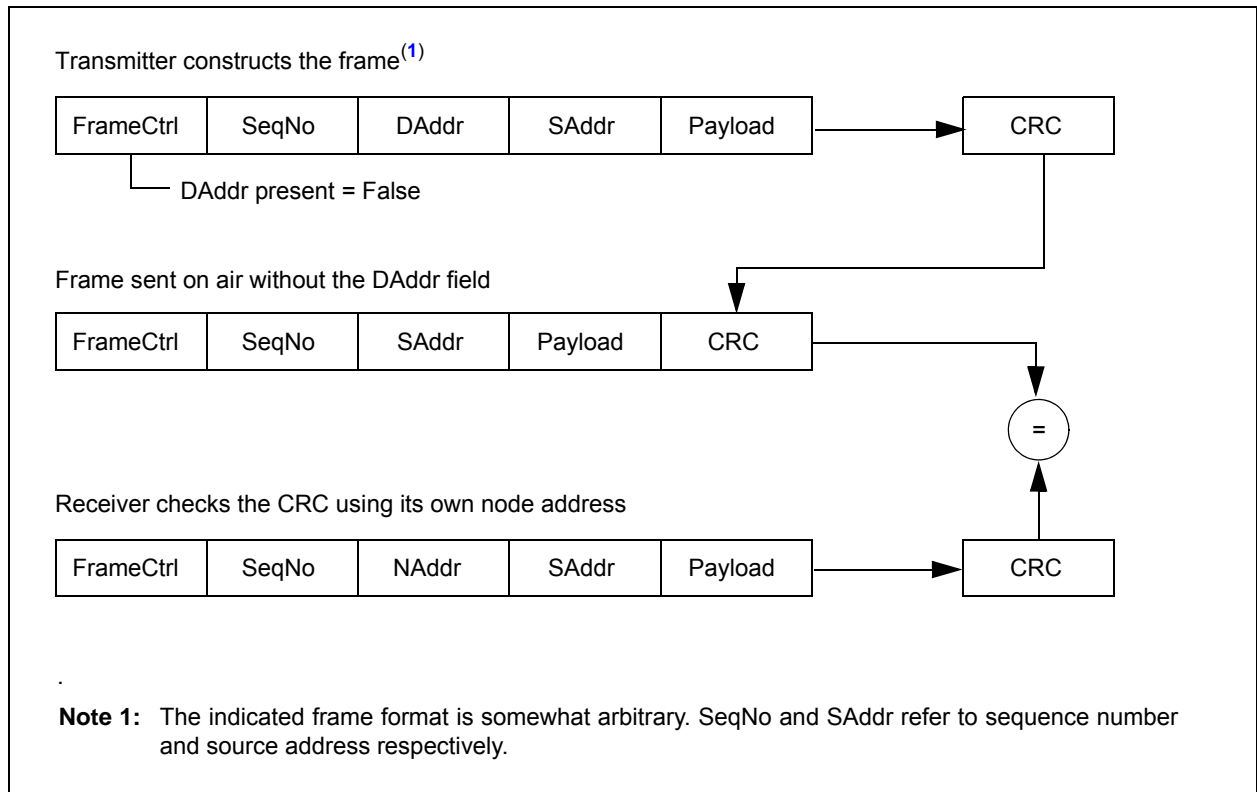 Transmitter constructs the frame(1)
FrameCtrl SeqNo DAddr SAddr Payload CRC
DAddr present = False
Frame sent on air without the DAddr field
FrameCtrl SeqNo SAddr Payload CRC
=
Receiver checks the CRC using its own node address
FrameCtrl SeqNo NAddr SAddr Payload CRC
.
Note 1: The indicated frame format is somewhat arbitrary. SeqNo and SAddr refer to sequence number
and source address respectively.